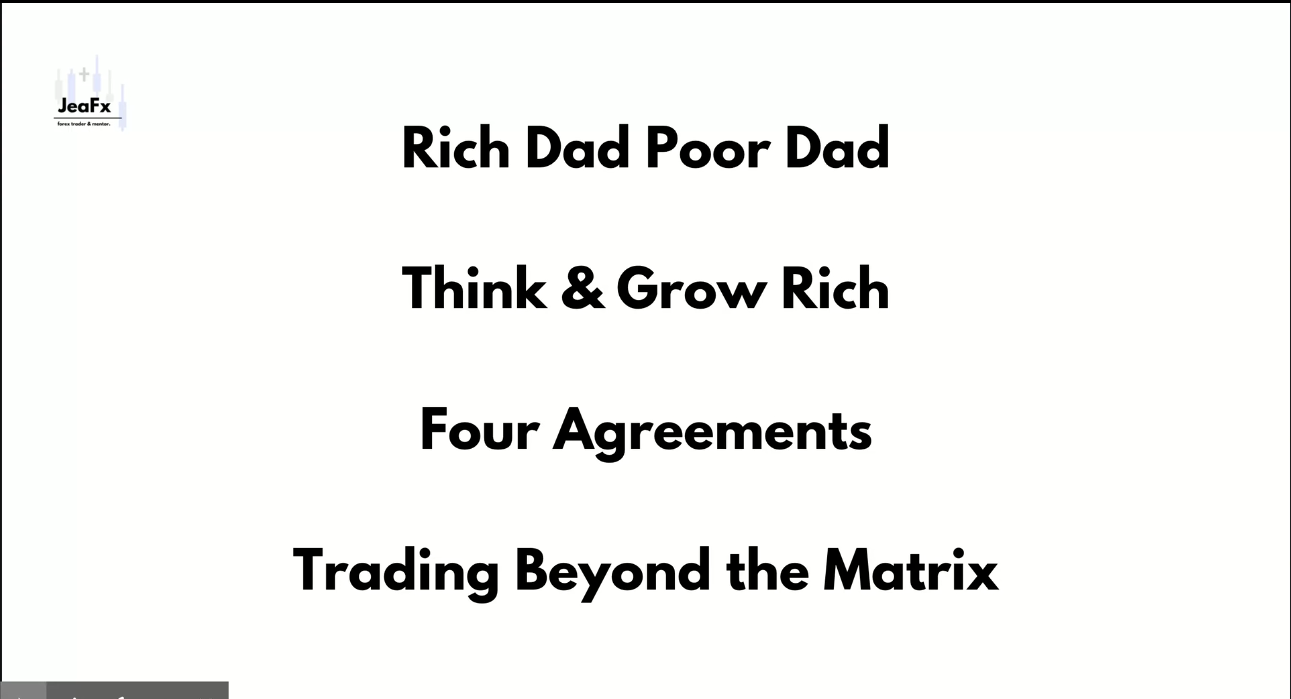 JeaFx
forex trader & mentor.
Rich Dad Poor Dad
Think & Grow Rich
Four Agreements
Trading Beyond the Matrix